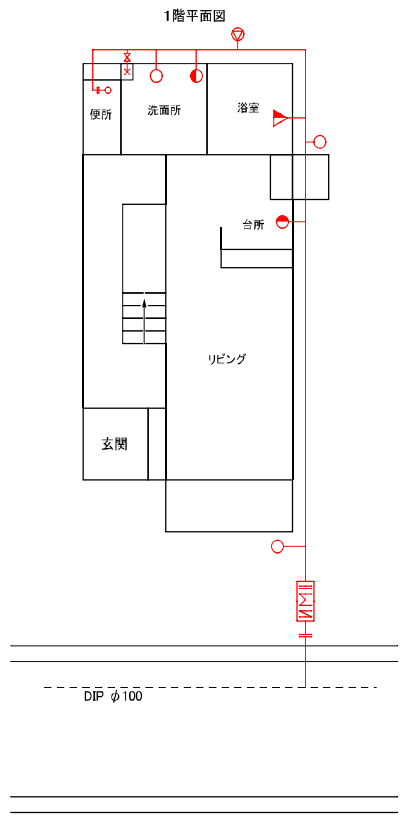 1階平面図
便所
洗面所
浴室
台所
リビング
玄関
DIP φ100